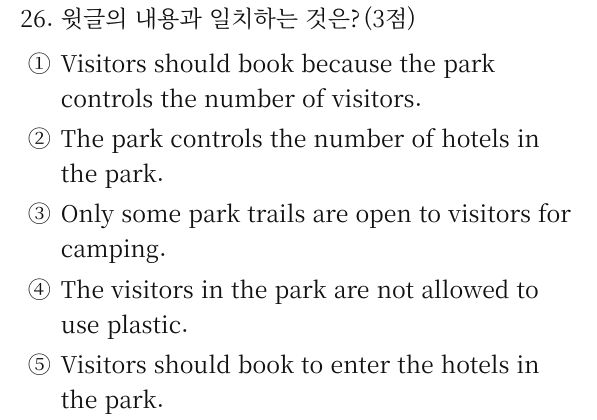 26. 윗글의 내용과 일치하는 것은?(3점)
① Visitors should book because the park
controls the number of visitors.
② The park controls the number of hotels in
the park.
③ Only some park trails are open to visitors for
camping.
④ The visitors in the park are not allowed to
use plastic.
⑤ Visitors should book to enter the hotels in
the park.